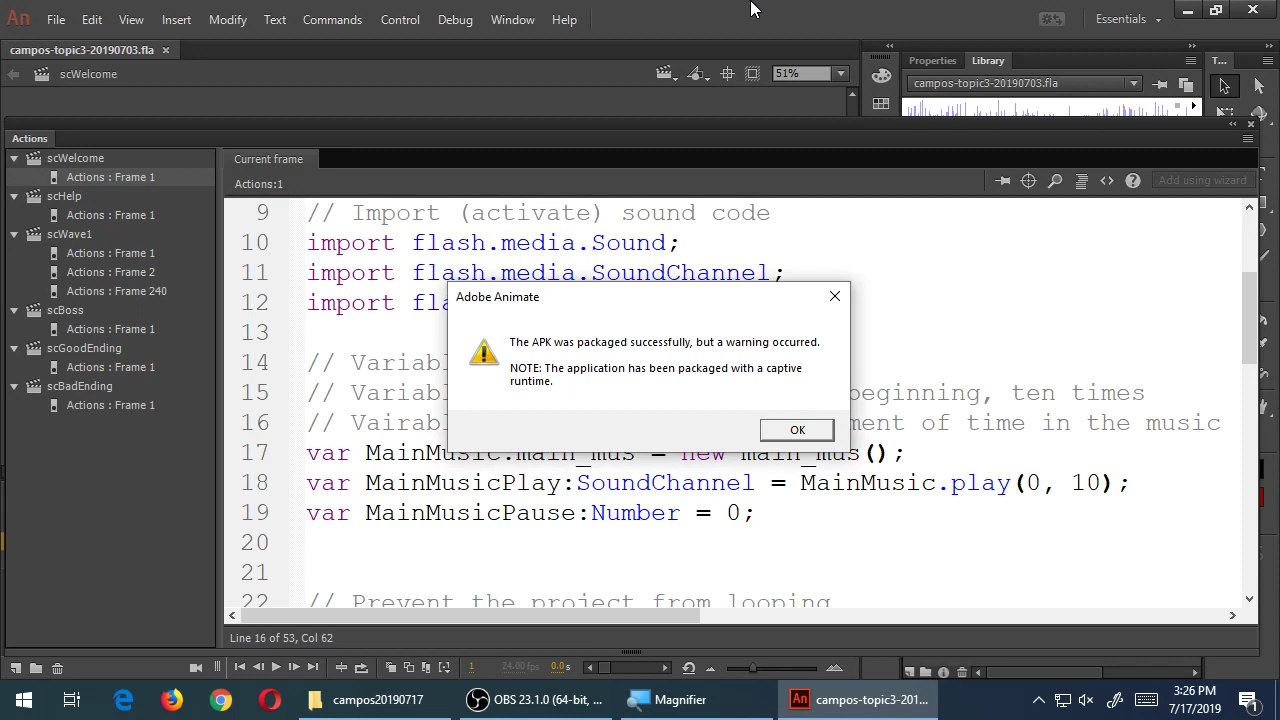 An File Edit View Insert Modify Text Commands Control Debug Window Help Essentials
campos-topic3-20190703.fla
scWelcome 51%
Properties Library T...
campos-topic3-20190703.fla
Actions
scWelcome
Actions : Frame 1
scHelp
Actions : Frame 1
scWave1
Actions : Frame 1
Actions : Frame 2
Actions : Frame 240
scBoss
Actions : Frame 1
scGoodEnding
Actions : Frame 1
scBadEnding
Actions : Frame 1
Current frame
Actions:1 Add using wizard
9 // Import (activate) sound code
10 import flash.media.Sound;
11 import flash.media.SoundChannel;
12 import fla
13
14 // Variabl
15 // Variabl beginning, ten times
16 // Vairabl ment of time in the music
17 var MainMusic:main_mus = new main_mus();
18 var MainMusicPlay:SoundChannel = MainMusic.play(0, 10);
19 var MainMusicPause:Number = 0;
20
21
22 // Prevent the project from looping
Adobe Animate
The APK was packaged successfully, but a warning occurred.
NOTE: The application has been packaged with a captive
runtime.
OK
Line 16 of 53, Col 62
1 24.00 fps 0.0 s
campos20190717 OBS 23.1.0 (64-bit, ... Magnifier An campos-topic3-201...
3:26 PM
7/17/2019
1